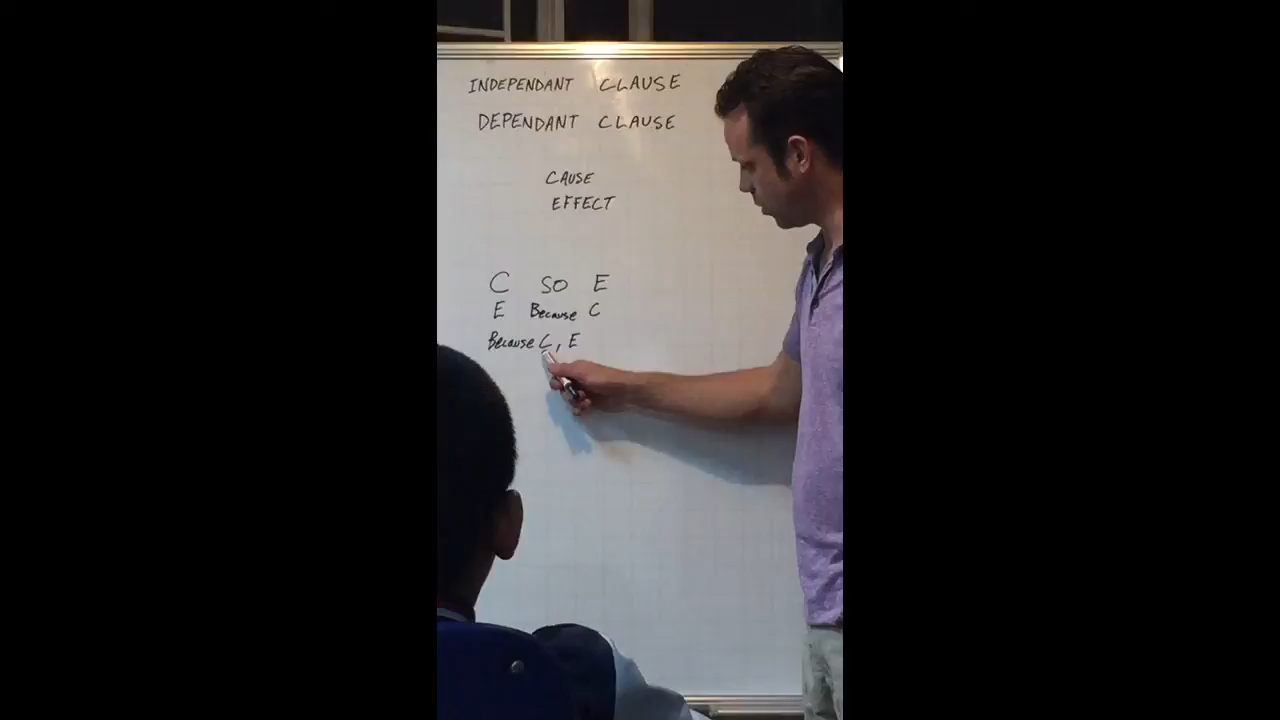 INDEPENDANT CLAUSE
DEPENDANT CLAUSE
CAUSE
EFFECT
C SO E
E Because C
Because C, E